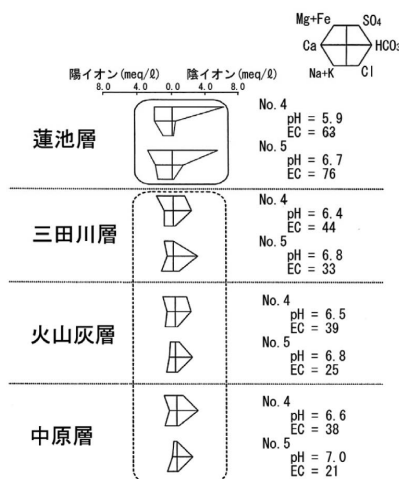 Mg+Fe SO4
Ca HCO3
Na+K Cl
陽イオン(meq/ℓ) 陰イオン(meq/ℓ)
8.0 4.0 0.0 4.0 8.0
蓮池層
No.4
pH = 5.9
EC = 63
No.5
pH = 6.7
EC = 76
三田川層
No.4
pH = 6.4
EC = 44
No.5
pH = 6.8
EC = 33
火山灰層
No.4
pH = 6.5
EC = 39
No.5
pH = 6.8
EC = 25
中原層
No.4
pH = 6.6
EC = 38
No.5
pH = 7.0
EC = 21